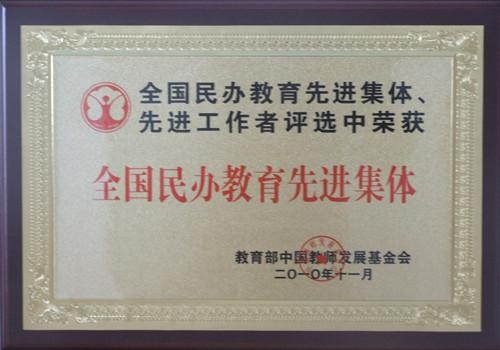 全国民办教育先进集体、
先进工作者评选中荣获
全国民办教育先进集体
教育部中国教师发展基金会
二〇一〇年十一月